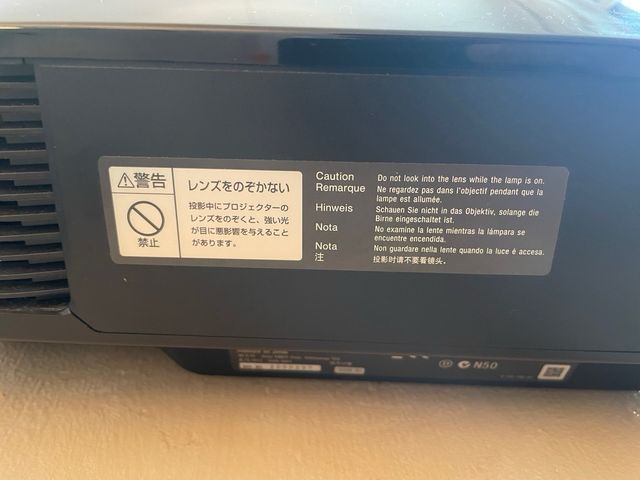 警告
禁止
レンズをのぞかない
投影中にプロジェクターの
レンズをのぞくと、強い光
が目に悪影響を与えること
があります。
Caution Do not look into the lens while the lamp is on.
Remarque Ne regardez pas dans l'objectif pendant que la
lampe est allumée.
Hinweis Schauen Sie nicht in das Objektiv, solange die
Birne eingeschaltet ist.
Nota No examine la lente mientras la lámpara se
encuentre encendida.
Nota Non guardare nella lente quando la luce è accesa.
注 投影时请不要看镜头。
N50